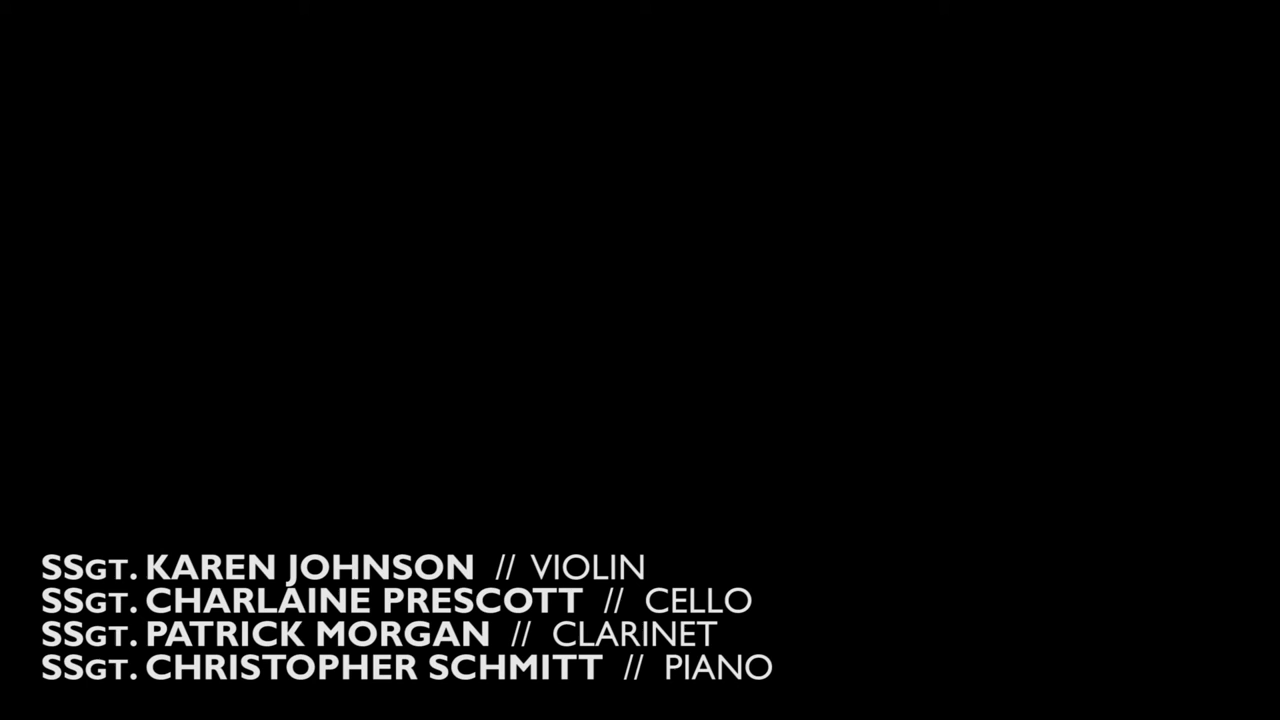 SSGT. KAREN JOHNSON // VIOLIN
SSGT. CHARLAINE PRESCOTT // CELLO
SSGT. PATRICK MORGAN // CLARINET
SSGT. CHRISTOPHER SCHMITT // PIANO